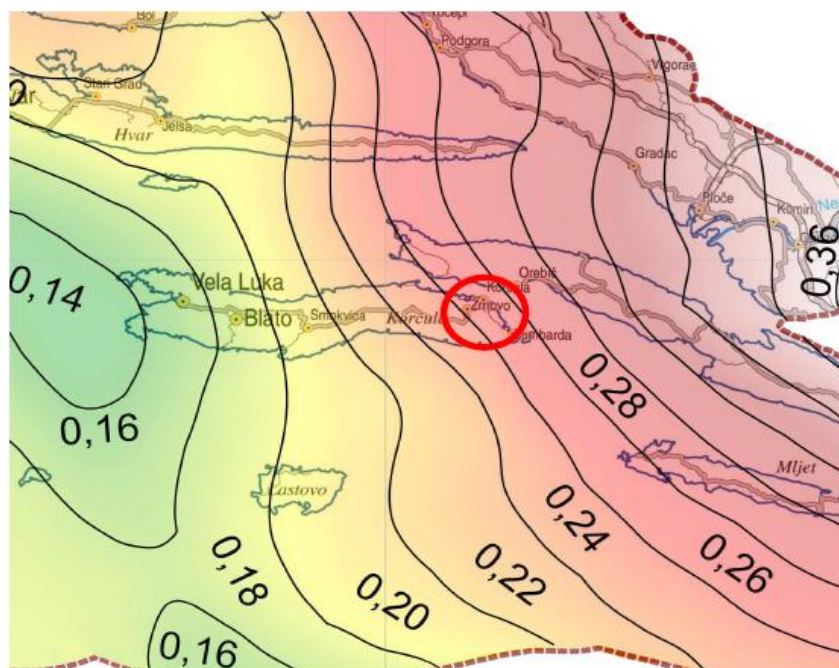 Bol
Podgora
Vrgorac
Stari Grad
Hvar
Jelsa
Gradac
Ploče
Komin
0,36
0,14
Vela Luka
Blato
Smokvica
Korčula
Korčula
Žrnovo
Orebić
Lumbarda
0,28
0,16
Lastovo
Mljet
0,24
0,26
0,22
0,18
0,20
0,16